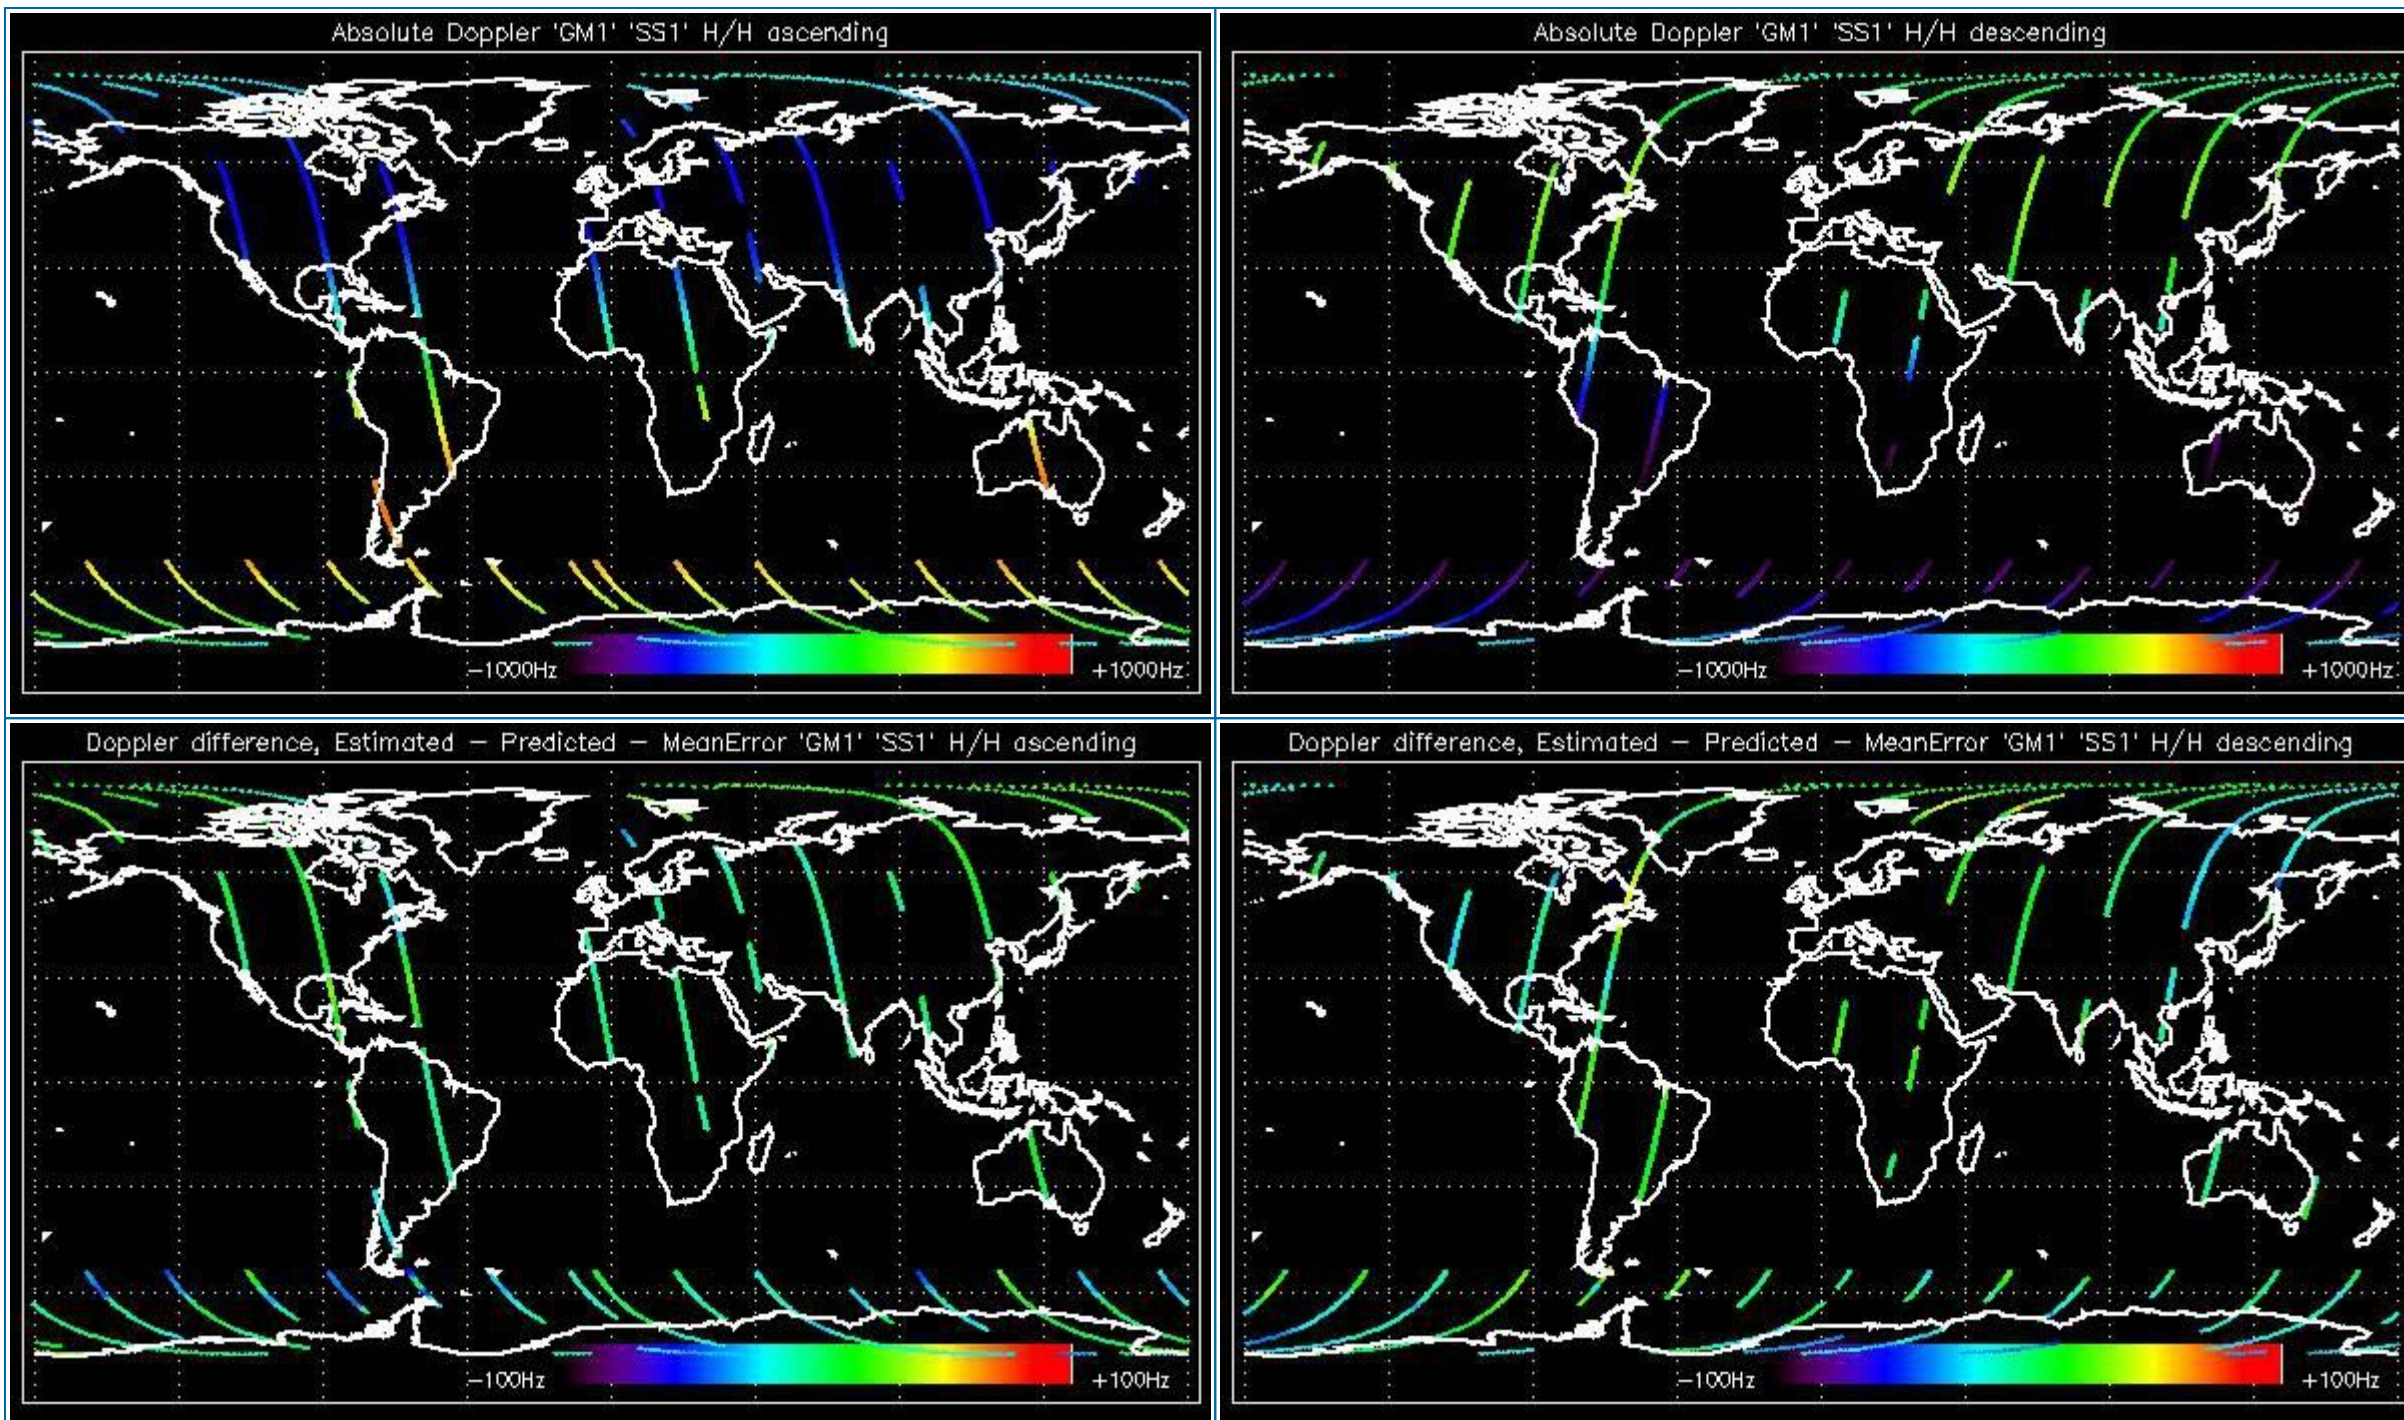 Absolute Doppler 'GM1' 'SS1' H/H ascending
-1000Hz
+1000Hz
Absolute Doppler 'GM1' 'SS1' H/H descending
-1000Hz
+1000Hz
Doppler difference, Estimated – Predicted – MeanError 'GM1' 'SS1' H/H ascending
-100Hz
+100Hz
Doppler difference, Estimated – Predicted – MeanError 'GM1' 'SS1' H/H descending
-100Hz
+100Hz